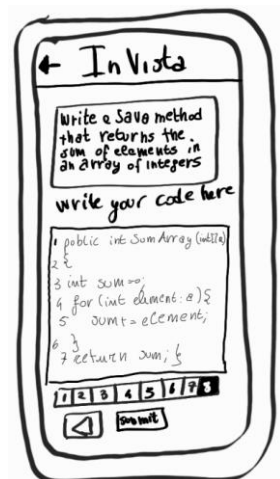 ← InVista
Write a Java method
that returns the
sum of elements in
an array of integers
write your code here
1 public int SumArray (int[]a)
2 {
3 int sum=0;
4 for (int element: a) {
5 sum+= element;
6 }
7 return sum; }
1 2 3 4 5 6 7 8
submit